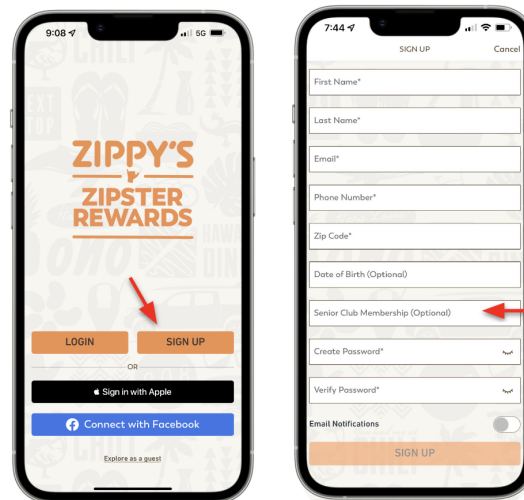 9:08
5G
ZIPPY'S
ZIPSTER
REWARDS
LOGIN
SIGN UP
OR
Sign in with Apple
Connect with Facebook
Explore as a guest
7:44
SIGN UP
Cancel
First Name*
Last Name*
Email*
Phone Number*
Zip Code*
Date of Birth (Optional)
Senior Club Membership (Optional)
Create Password*
Verify Password*
Email Notifications
SIGN UP